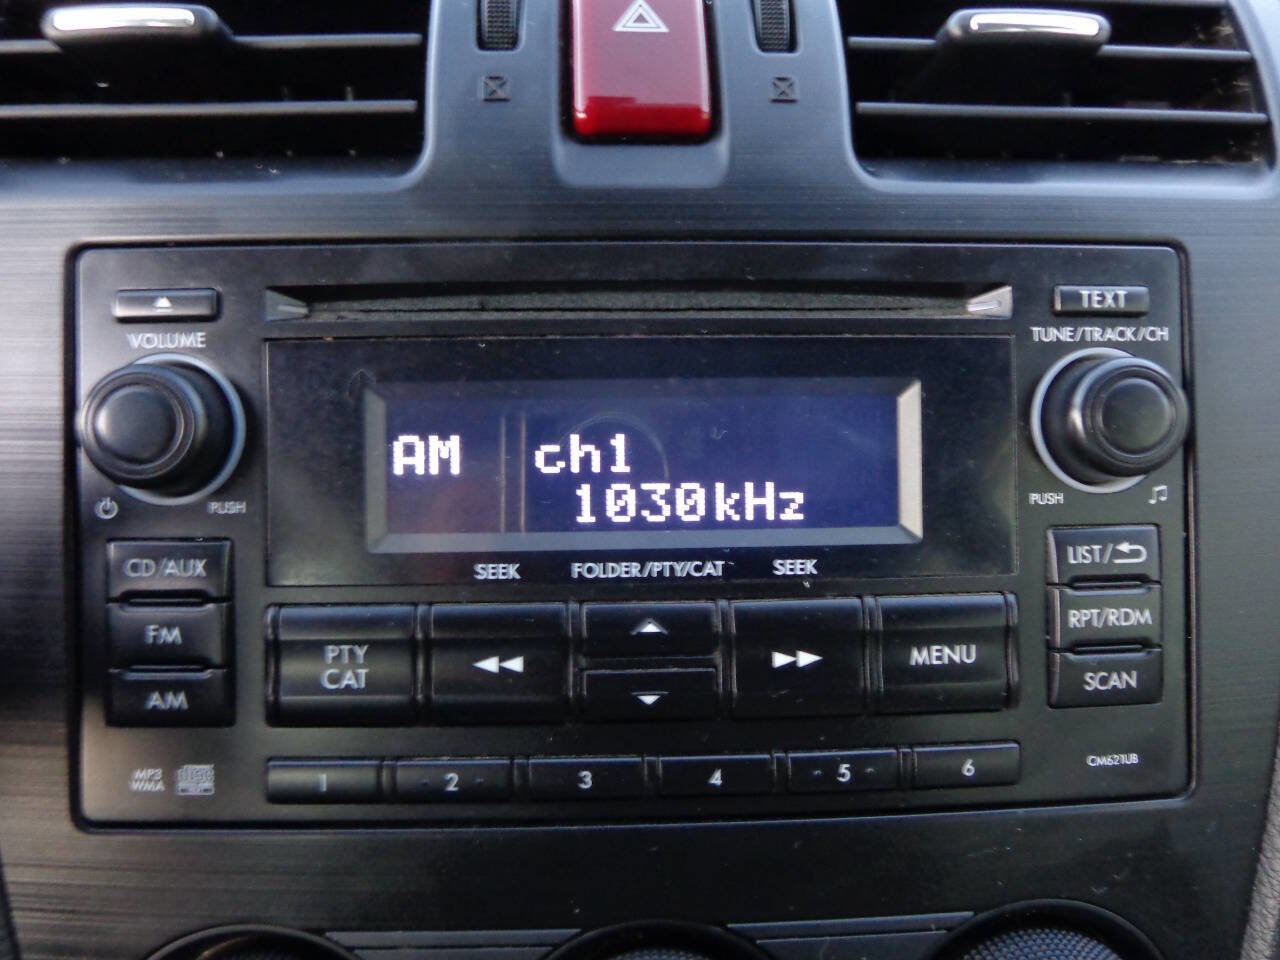 TEXT
VOLUME
TUNE/TRACK/CH
AM ch1
1030kHz
PUSH
PUSH
SEEK FOLDER/PTY/CAT SEEK
CD/AUX
FM
AM
PTY
CAT
MENU
LIST/
RPT/RDM
SCAN
MP3
WMA
1 2 3 4 5 6
CM621UB